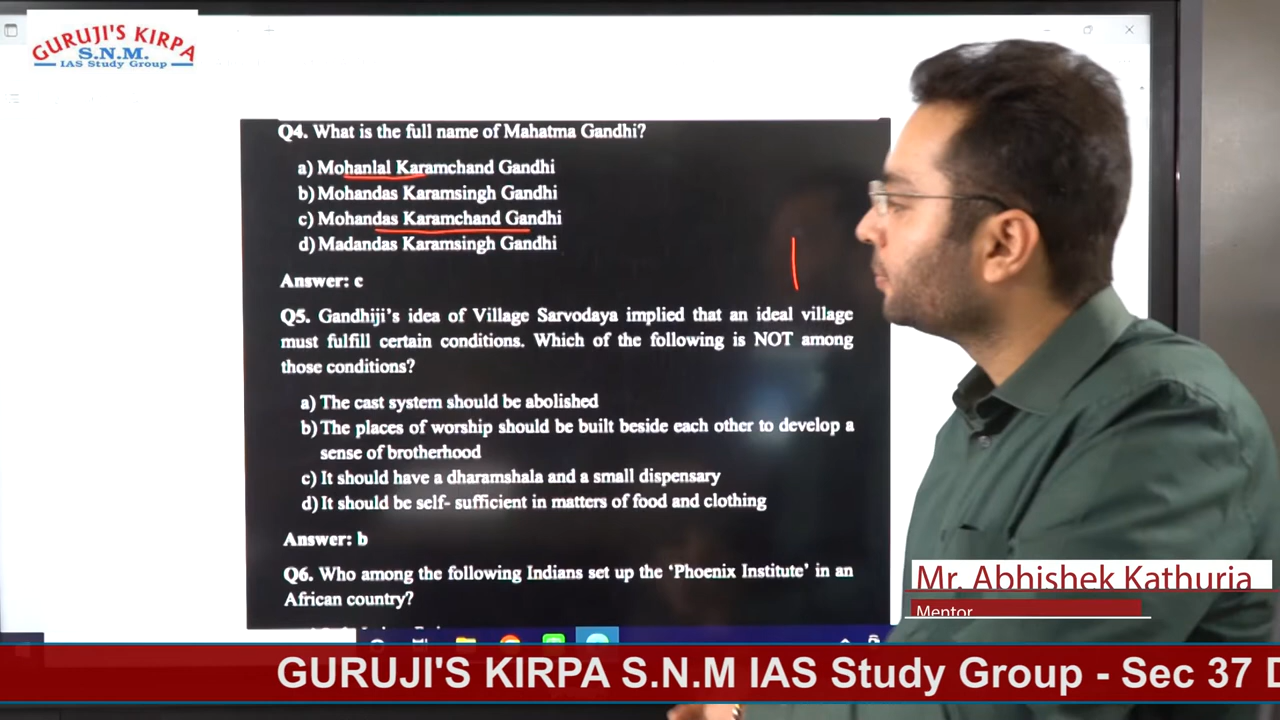 GURUJI'S KIRPA
S.N.M.
IAS Study Group
Q4. What is the full name of Mahatma Gandhi?
a) Mohanlal Karamchand Gandhi
b) Mohandas Karamsingh Gandhi
c) Mohandas Karamchand Gandhi
d) Madandas Karamsingh Gandhi
Answer: c
Q5. Gandhiji's idea of Village Sarvodaya implied that an ideal village
must fulfill certain conditions. Which of the following is NOT among
those conditions?
a) The cast system should be abolished
b) The places of worship should be built beside each other to develop a
sense of brotherhood
c) It should have a dharamshala and a small dispensary
d) It should be self- sufficient in matters of food and clothing
Answer: b
Q6. Who among the following Indians set up the 'Phoenix Institute' in an
African country?
Mr. Abhishek Kathuria
Mentor
GURUJI'S KIRPA S.N.M IAS Study Group - Sec 37 D